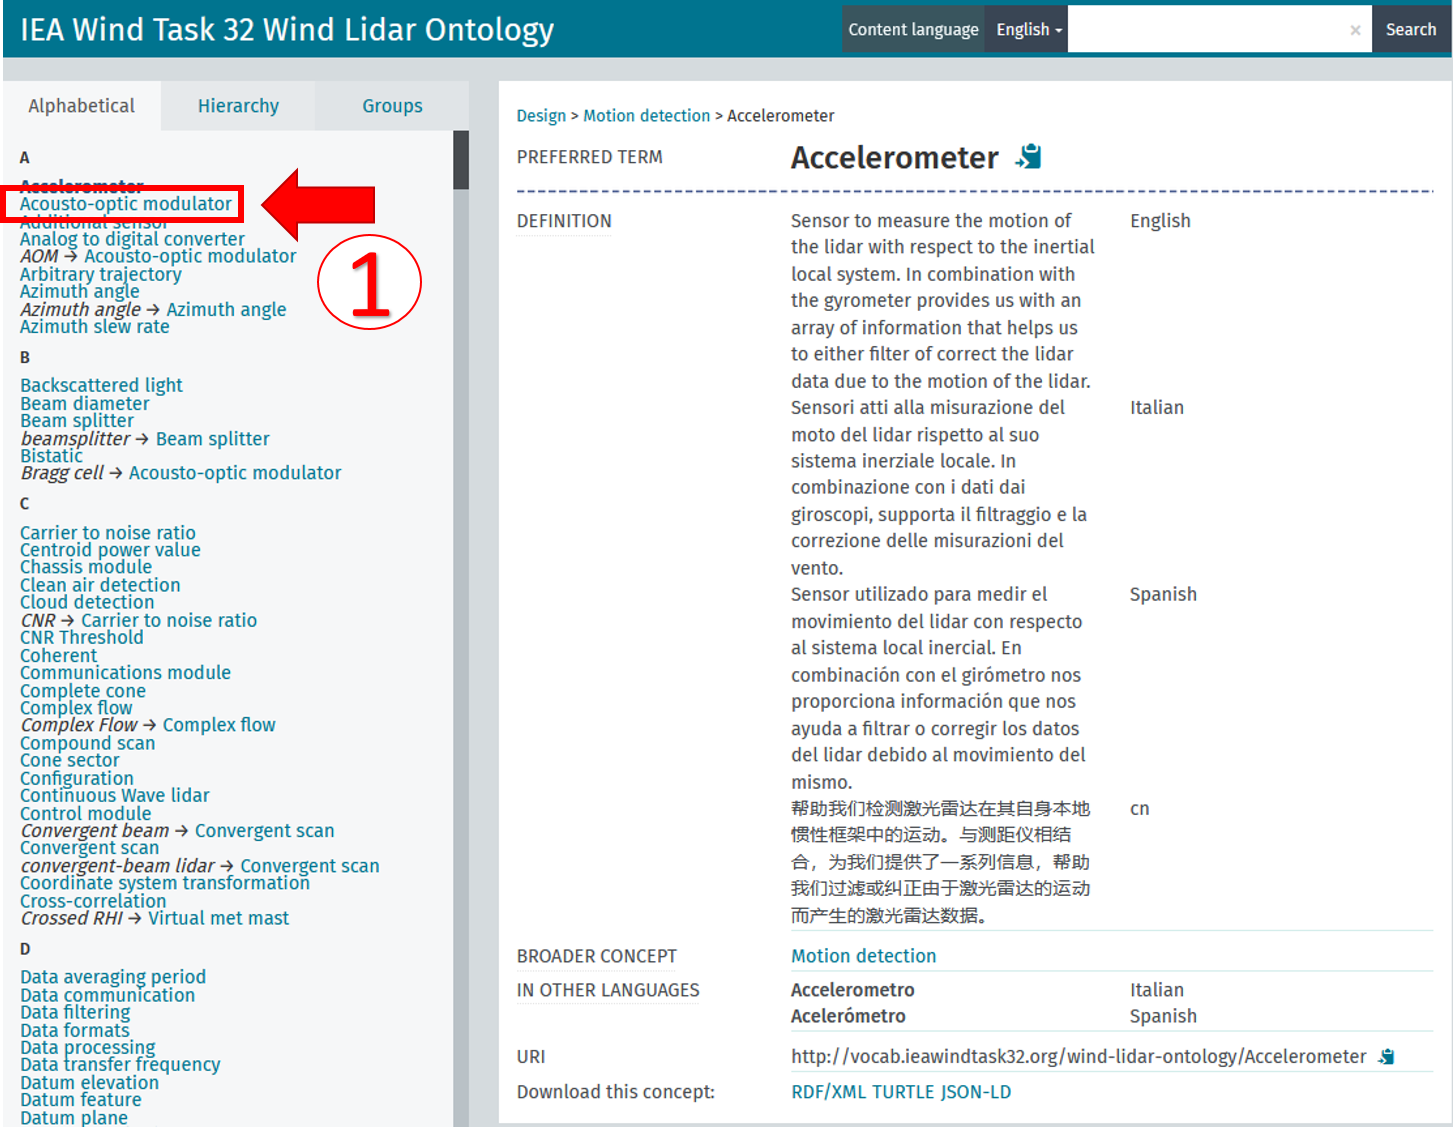 IEA Wind Task 32 Wind Lidar Ontology
Content language English × Search
Alphabetical Hierarchy Groups
A
Accelerometer
Acousto-optic modulator
Additional sensor
Analog to digital converter
AOM → Acousto-optic modulator
Arbitrary trajectory
Azimuth angle
Azimuth angle → Azimuth angle
Azimuth slew rate
1
B
Backscattered light
Beam diameter
Beam splitter
beamsplitter → Beam splitter
Bistatic
Bragg cell → Acousto-optic modulator
C
Carrier to noise ratio
Centroid power value
Chassis module
Clean air detection
Cloud detection
CNR → Carrier to noise ratio
CNR Threshold
Coherent
Communications module
Complete cone
Complex flow
Complex Flow → Complex flow
Compound scan
Cone sector
Configuration
Continuous Wave lidar
Control module
Convergent beam → Convergent scan
Convergent scan
convergent-beam lidar → Convergent scan
Coordinate system transformation
Cross-correlation
Crossed RHI → Virtual met mast
D
Data averaging period
Data communication
Data filtering
Data formats
Data processing
Data transfer frequency
Datum elevation
Datum feature
Datum plane
Design > Motion detection > Accelerometer
PREFERRED TERM Accelerometer
DEFINITION Sensor to measure the motion of English
the lidar with respect to the inertial
local system. In combination with
the gyrometer provides us with an
array of information that helps us
to either filter of correct the lidar
data due to the motion of the lidar.
Sensori atti alla misurazione del Italian
moto del lidar rispetto al suo
sistema inerziale locale. In
combinazione con i dati dai
giroscopi, supporta il filtraggio e la
correzione delle misurazioni del
vento.
Sensor utilizado para medir el Spanish
movimiento del lidar con respecto
al sistema local inercial. En
combinación con el girómetro nos
proporciona información que nos
ayuda a filtrar o corregir los datos
del lidar debido al movimiento del
mismo.
帮助我们检测激光雷达在其自身本地 cn
惯性框架中的运动。与测距仪相结
合，为我们提供了一系列信息，帮助
我们过滤或纠正由于激光雷达的运动
而产生的激光雷达数据。
BROADER CONCEPT Motion detection
IN OTHER LANGUAGES Accelerometro Italian
Acelerómetro Spanish
URI http://vocab.ieawindtask32.org/wind-lidar-ontology/Accelerometer
Download this concept: RDF/XML TURTLE JSON-LD